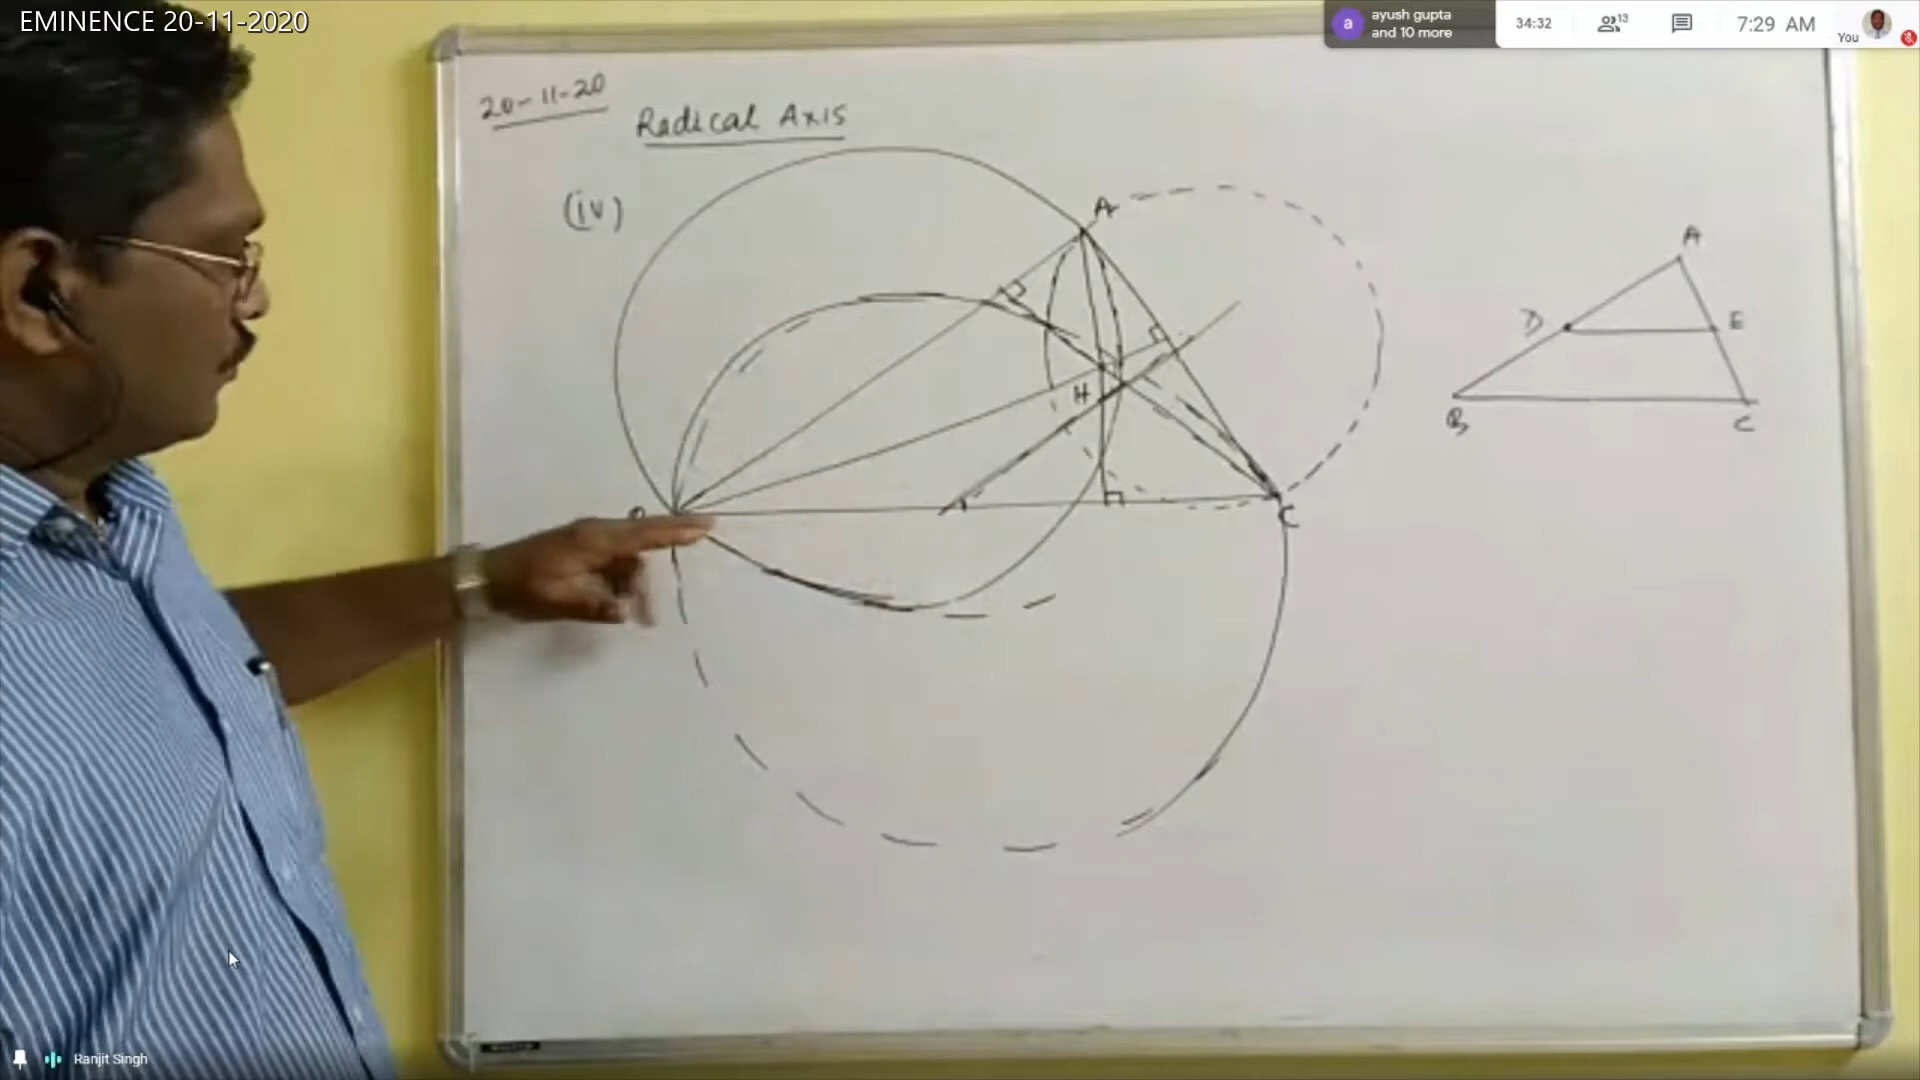 EMINENCE 20-11-2020
ayush gupta
and 10 more
a
34:32
13
7:29 AM
You
20-11-20
Radical Axis
(iv)
A
H
C
A
D
E
B
C
Ranjit Singh